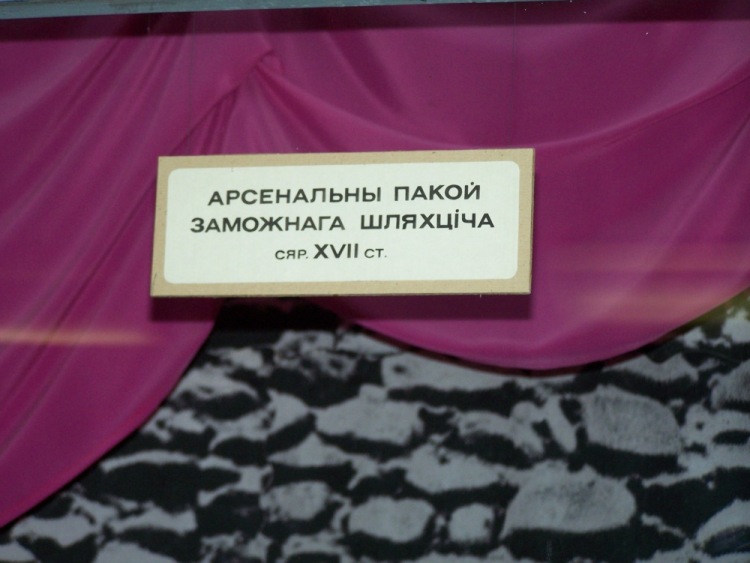 АРСЕНАЛЬНЫ ПАКОЙ
ЗАМОЖНАГА ШЛЯХЦІЧА
СЯР. XVII СТ.